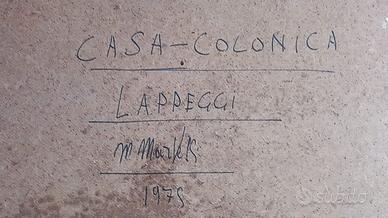 CASA-COLONICA
LAPPEGGI
1975
subito